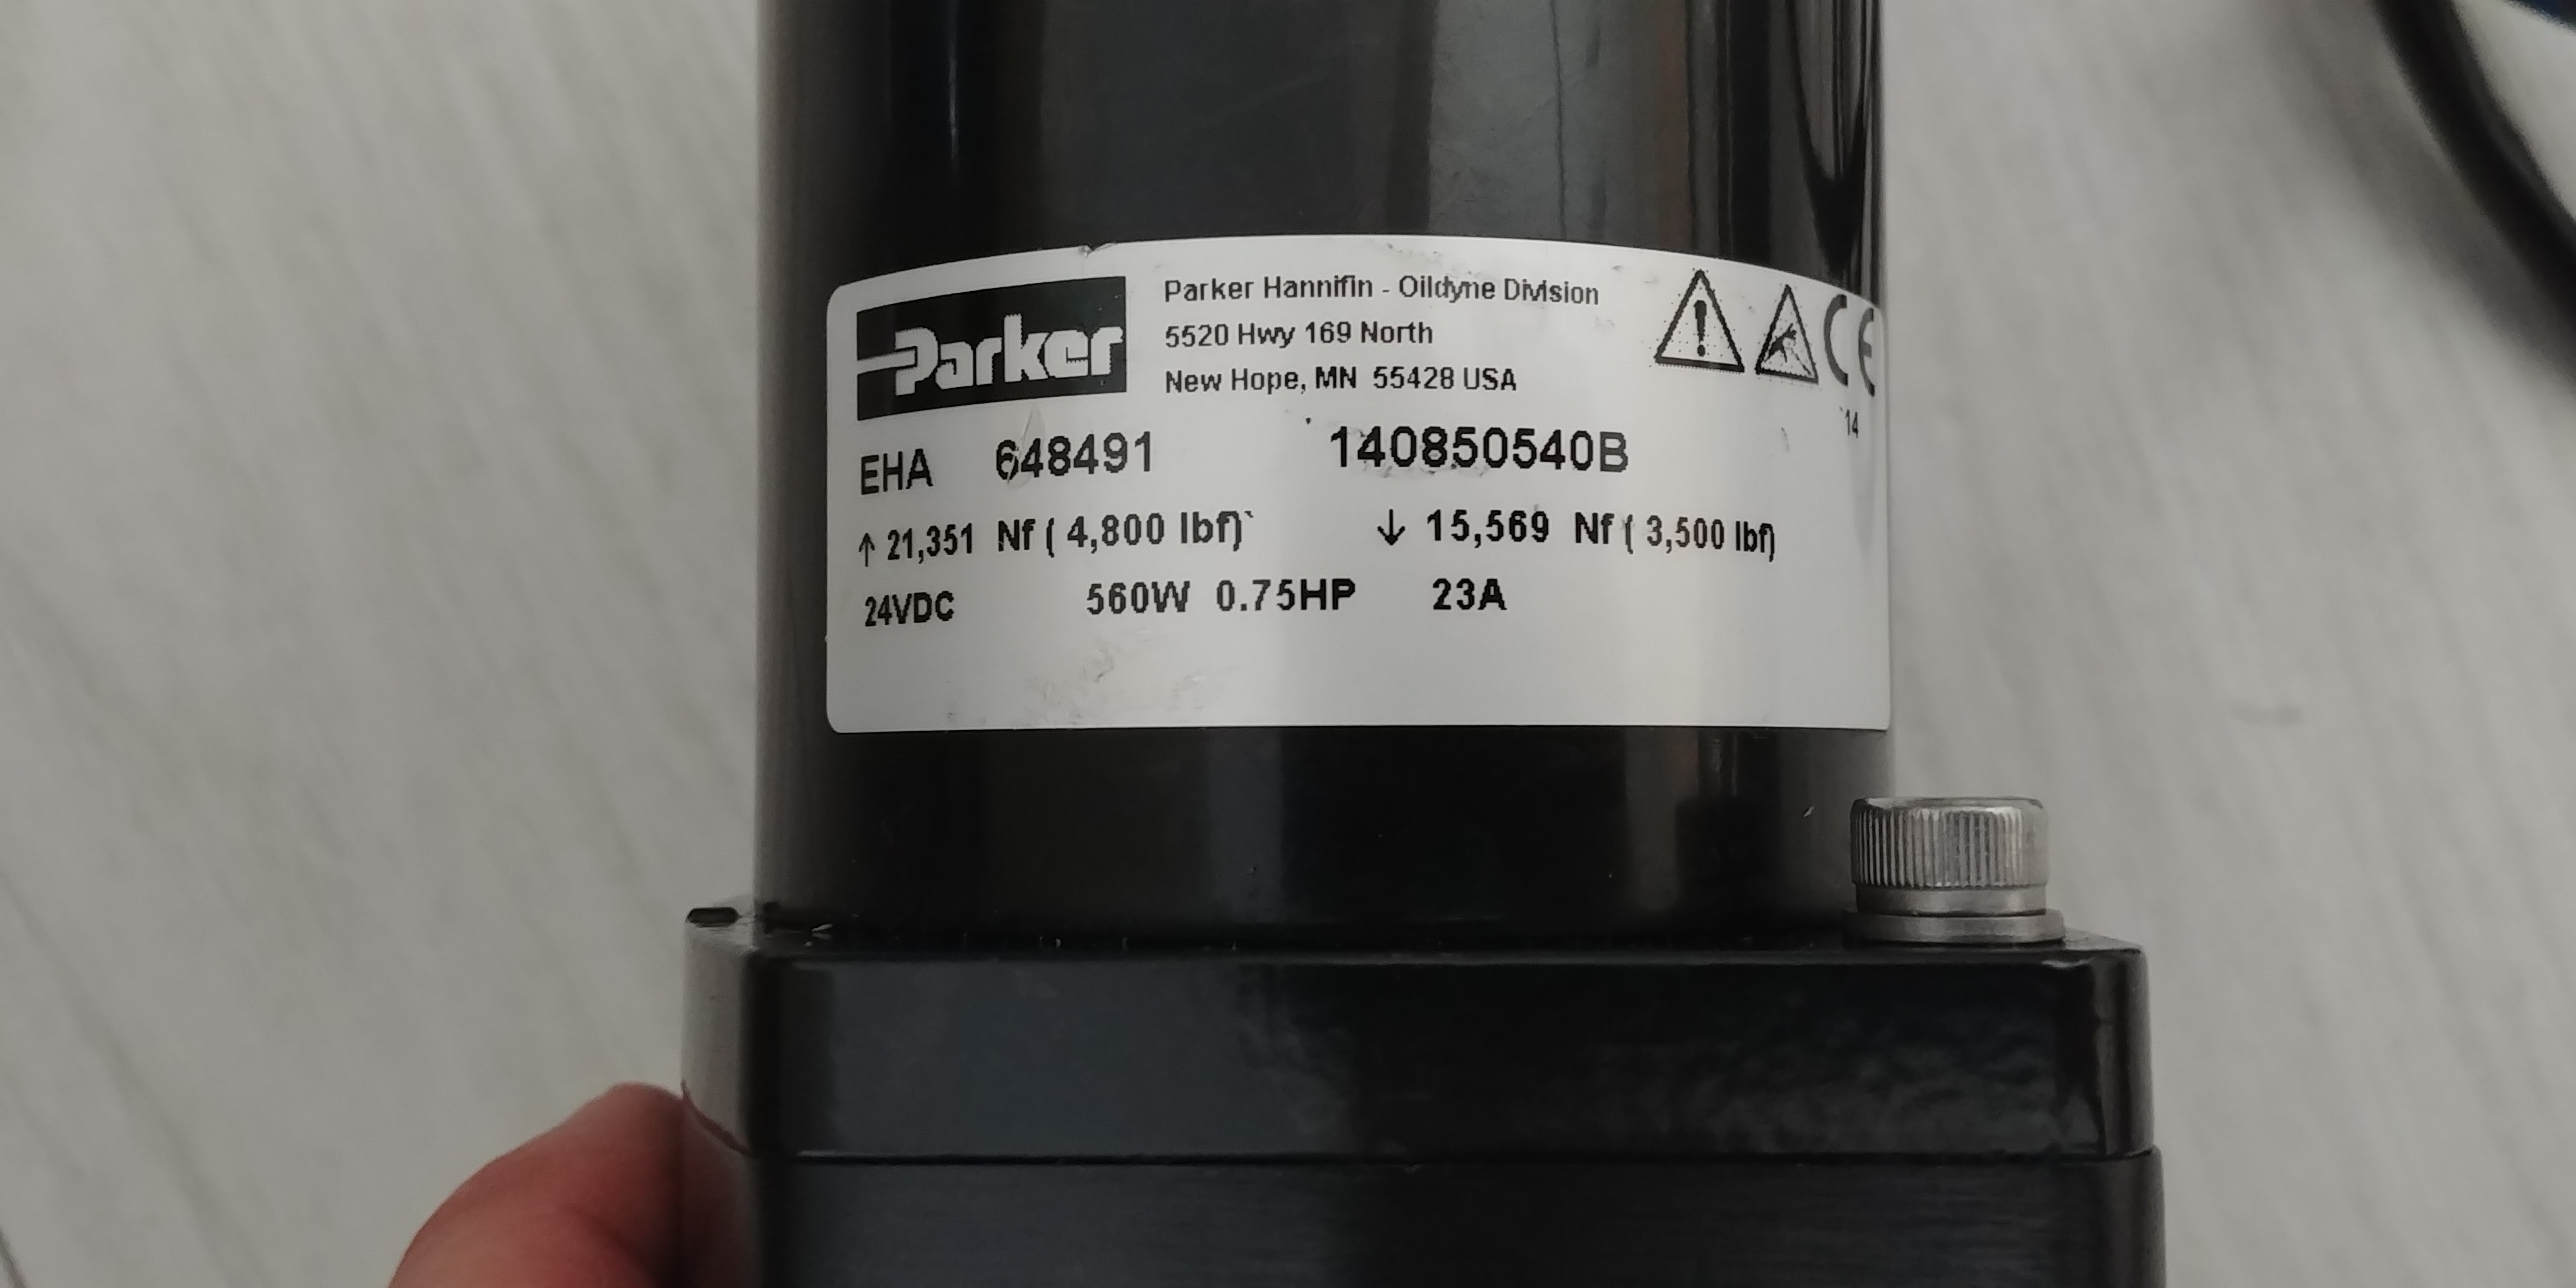 Parker
Parker Hannifin - Oildyne Division
5520 Hwy 169 North
New Hope, MN 55428 USA
CE
'14
EHA 648491 140850540B
↑ 21,351 Nf ( 4,800 lbf) ↓ 15,569 Nf ( 3,500 lbf)
24VDC 560W 0.75HP 23A